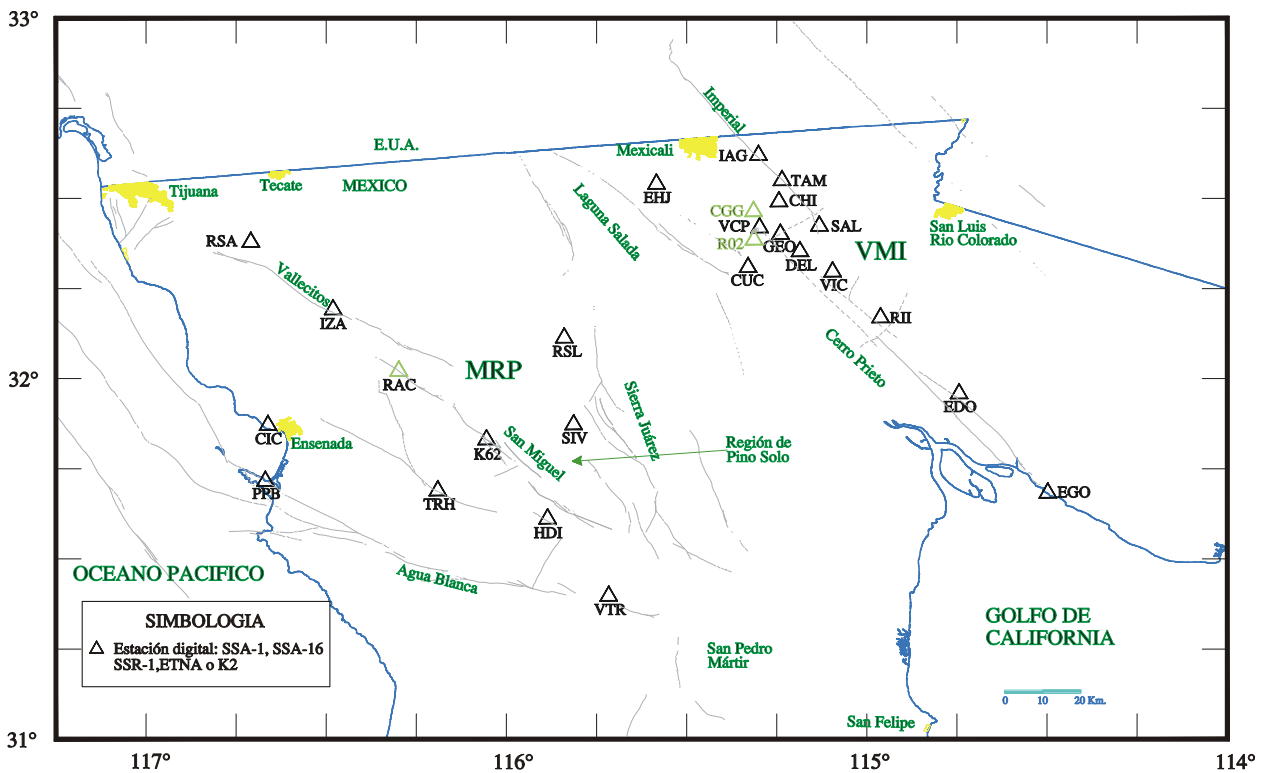 33°
Imperial
E.U.A.
Mexicali
IAG
Tijuana
Tecate
MEXICO
EHJ
TAM
CHI
Laguna Salada
CGG
VCP
SAL
R02
GEO
San Luis
Rio Colorado
RSA
DEL
VMI
CUC
VIC
Vallecitos
IZA
RII
RSL
Cerro Prieto
32°
MRP
RAC
EDO
Sierra Juárez
CIC
Ensenada
SIV
K62
San Miguel
Región de
Pino Solo
PPB
TRH
EGO
HDI
OCEANO PACIFICO
Agua Blanca
VTR
SIMBOLOGIA
Estación digital: SSA-1, SSA-16
SSR-1,ETNA o K2
GOLFO DE
CALIFORNIA
San Pedro
Mártir
0 10 20 Km.
San Felipe
31°
117° 116° 115° 114°